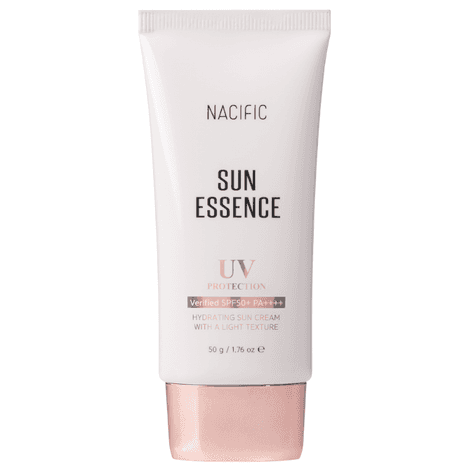 NACIFIC
SUN
ESSENCE
UV
PROTECTION
Verified SPF50+ PA++++
HYDRATING SUN CREAM
WITH A LIGHT TEXTURE
50 g / 1.76 oz ℮